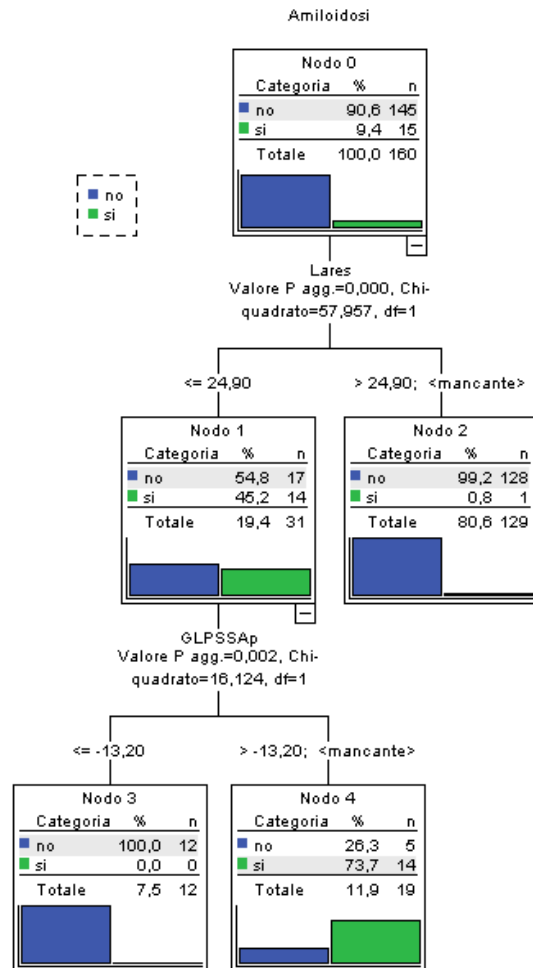 Amiloidosi
Nodo 0
Categoria % n
no 90,6 145
si 9,4 15
Totale 100,0 160
no
si
Lares
Valore P agg.=0,000, Chi-
quadrato=57,957, df=1
<= 24,90
> 24,90; <mancante>
Nodo 1
Categoria % n
no 54,8 17
si 45,2 14
Totale 19,4 31
Nodo 2
Categoria % n
no 99,2 128
si 0,8 1
Totale 80,6 129
GLPSSAp
Valore P agg.=0,002, Chi-
quadrato=16,124, df=1
<= -13,20
> -13,20; <mancante>
Nodo 3
Categoria % n
no 100,0 12
si 0,0 0
Totale 7,5 12
Nodo 4
Categoria % n
no 26,3 5
si 73,7 14
Totale 11,9 19